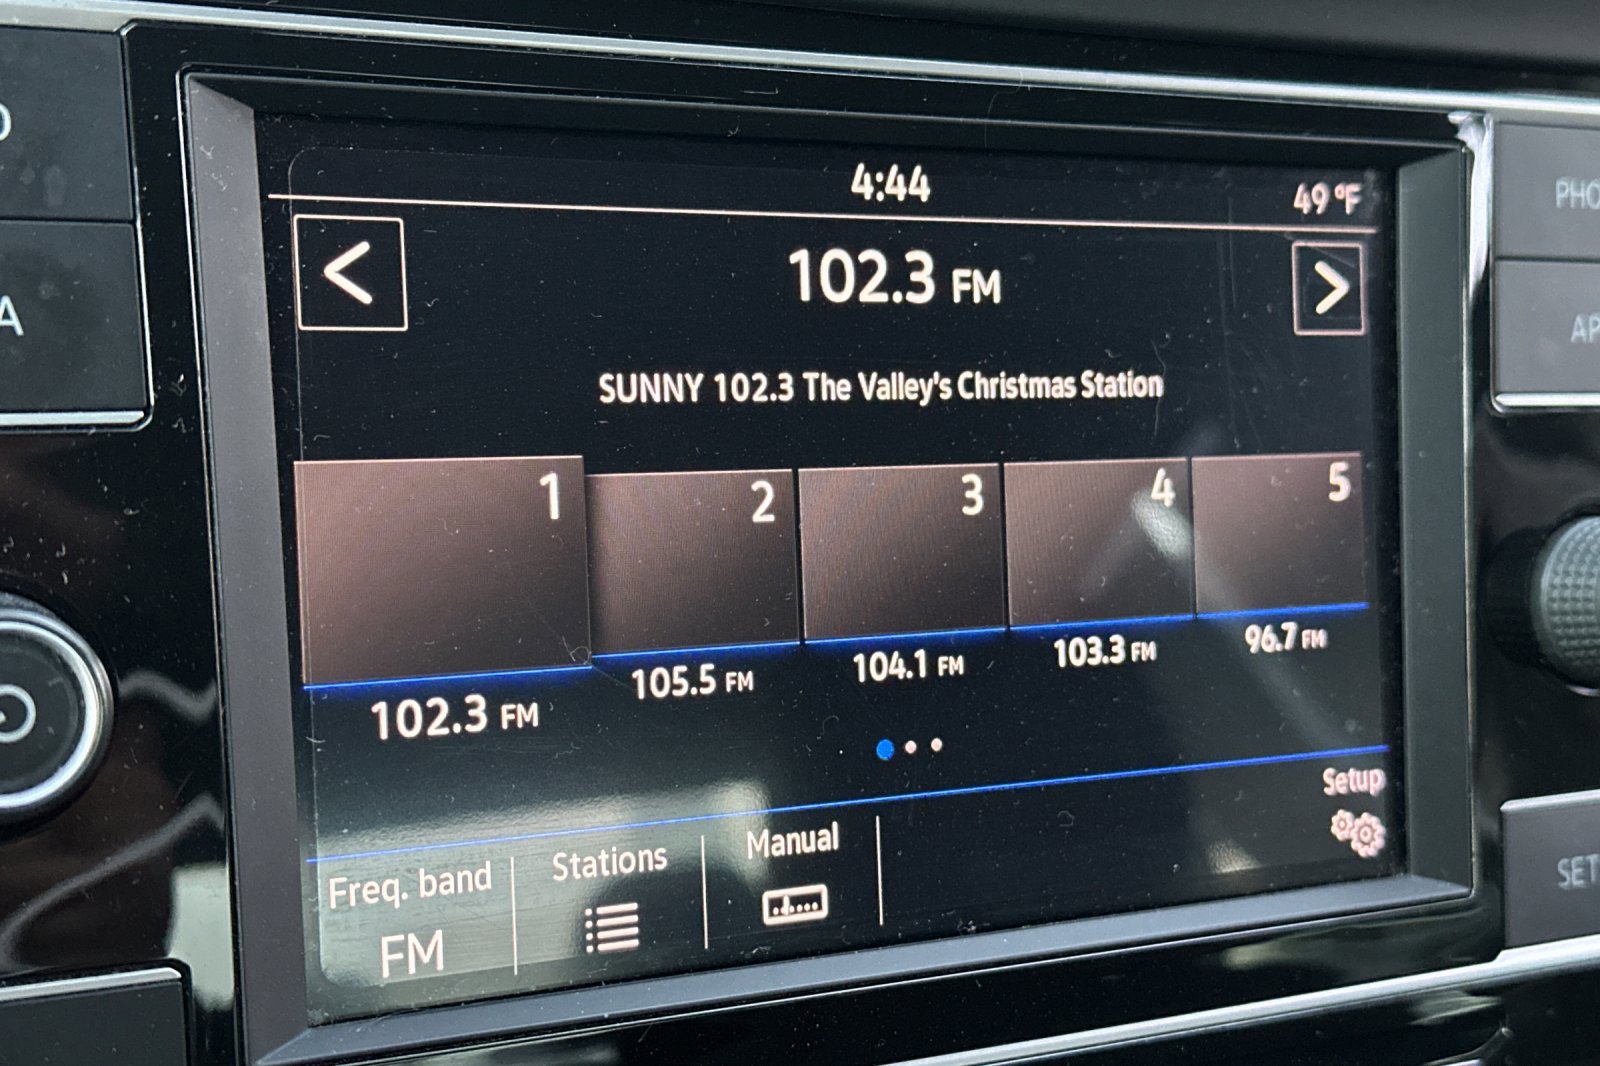 4:44
49 °F
<
102.3 FM
>
SUNNY 102.3 The Valley's Christmas Station
1
2
3
4
5
102.3 FM
105.5 FM
104.1 FM
103.3 FM
96.7 FM
Freq. band
FM
Stations
Manual
Setup
A
PHO
AP
SET